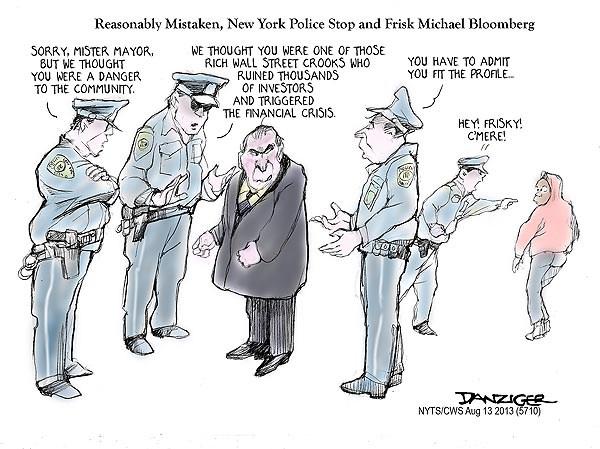 Reasonably Mistaken, New York Police Stop and Frisk Michael Bloomberg
SORRY, MISTER MAYOR,
BUT WE THOUGHT
YOU WERE A DANGER
TO THE COMMUNITY.
WE THOUGHT YOU WERE ONE OF THOSE
RICH WALL STREET CROOKS WHO
RUINED THOUSANDS
OF INVESTORS
AND TRIGGERED
THE FINANCIAL CRISIS.
YOU HAVE TO ADMIT
YOU FIT THE PROFILE...
HEY! FRISKY!
C'MERE!
DANZIGER
NYTS/CWS Aug 13 2013 (5710)